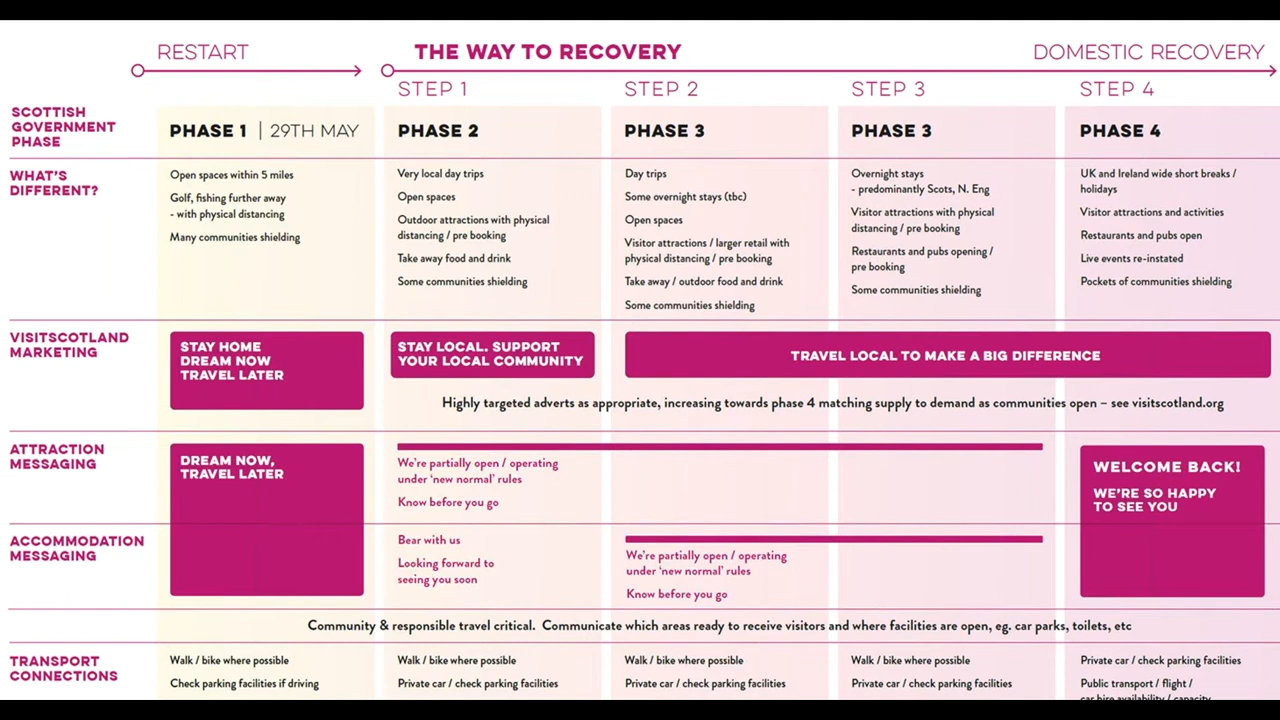 RESTART
THE WAY TO RECOVERY
DOMESTIC RECOVERY
STEP 1
STEP 2
STEP 3
STEP 4
SCOTTISH
GOVERNMENT
PHASE
PHASE 1 | 29TH MAY
PHASE 2
PHASE 3
PHASE 3
PHASE 4
WHAT'S
DIFFERENT?
Open spaces within 5 miles
Golf, fishing further away
- with physical distancing
Many communities shielding
Very local day trips
Open spaces
Outdoor attractions with physical
distancing / pre booking
Take away food and drink
Some communities shielding
Day trips
Some overnight stays (tbc)
Open spaces
Visitor attractions / larger retail with
physical distancing / pre booking
Take away / outdoor food and drink
Some communities shielding
Overnight stays
- predominantly Scots, N. Eng
Visitor attractions with physical
distancing / pre booking
Restaurants and pubs opening /
pre booking
Some communities shielding
UK and Ireland wide short breaks /
holidays
Visitor attractions and activities
Restaurants and pubs open
Live events re-instated
Pockets of communities shielding
VISITSCOTLAND
MARKETING
STAY HOME
DREAM NOW
TRAVEL LATER
STAY LOCAL. SUPPORT
YOUR LOCAL COMMUNITY
TRAVEL LOCAL TO MAKE A BIG DIFFERENCE
Highly targeted adverts as appropriate, increasing towards phase 4 matching supply to demand as communities open – see visitscotland.org
ATTRACTION
MESSAGING
DREAM NOW,
TRAVEL LATER
We're partially open / operating
under 'new normal' rules
Know before you go
WELCOME BACK!
WE'RE SO HAPPY
TO SEE YOU
ACCOMMODATION
MESSAGING
Bear with us
Looking forward to
seeing you soon
We're partially open / operating
under 'new normal' rules
Know before you go
Community & responsible travel critical. Communicate which areas ready to receive visitors and where facilities are open, eg. car parks, toilets, etc
TRANSPORT
CONNECTIONS
Walk / bike where possible
Check parking facilities if driving
Walk / bike where possible
Private car / check parking facilities
Walk / bike where possible
Private car / check parking facilities
Walk / bike where possible
Private car / check parking facilities
Private car / check parking facilities
Public transport / flight /
car hire availability / capacity